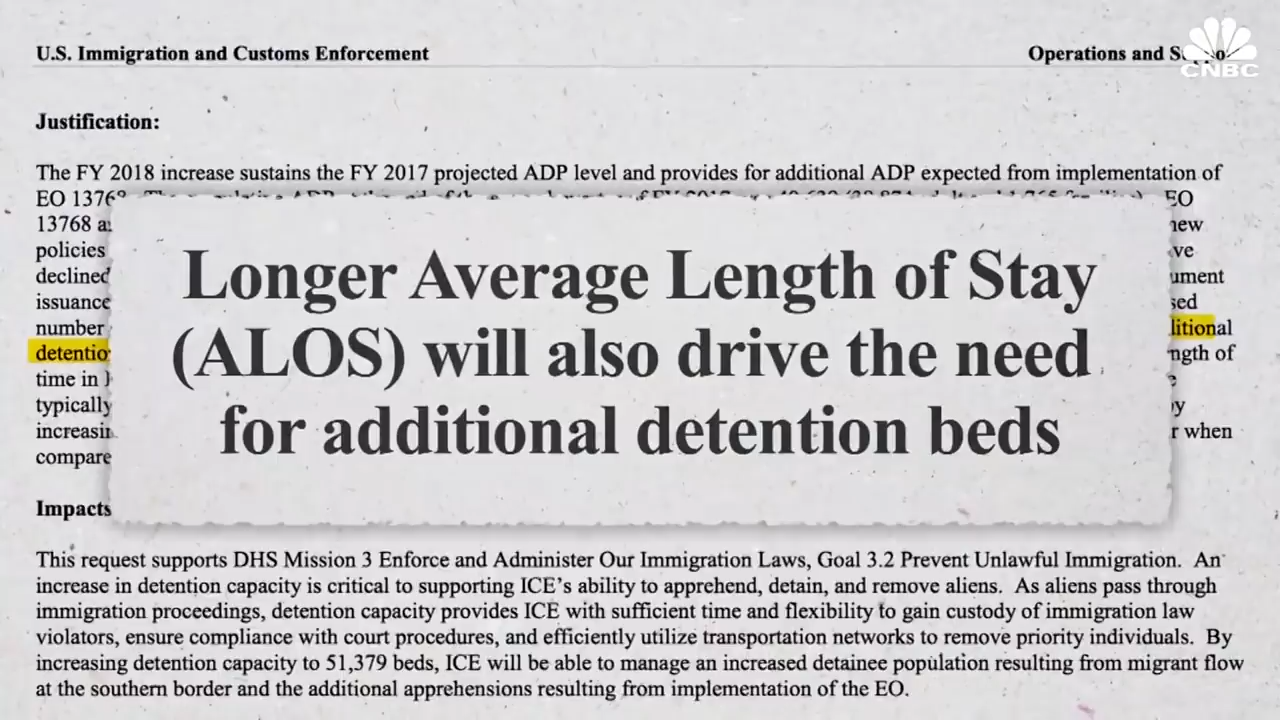 U.S. Immigration and Customs Enforcement
Operations and
CNBC
Justification:
The FY 2018 increase sustains the FY 2017 projected ADP level and provides for additional ADP expected from implementation of
EO EO
13768
policies
declined
issuance
number
time in
typically
compare when
Longer Average Length of Stay
(ALOS) will also drive the need
for additional detention beds
Impacts
This request supports DHS Mission 3 Enforce and Administer Our Immigration Laws, Goal 3.2 Prevent Unlawful Immigration. An
increase in detention capacity is critical to supporting ICE's ability to apprehend, detain, and remove aliens. As aliens pass through
immigration proceedings, detention capacity provides ICE with sufficient time and flexibility to gain custody of immigration law
violators, ensure compliance with court procedures, and efficiently utilize transportation networks to remove priority individuals. By
increasing detention capacity to 51,379 beds, ICE will be able to manage an increased detainee population resulting from migrant flow
at the southern border and the additional apprehensions resulting from implementation of the EO.